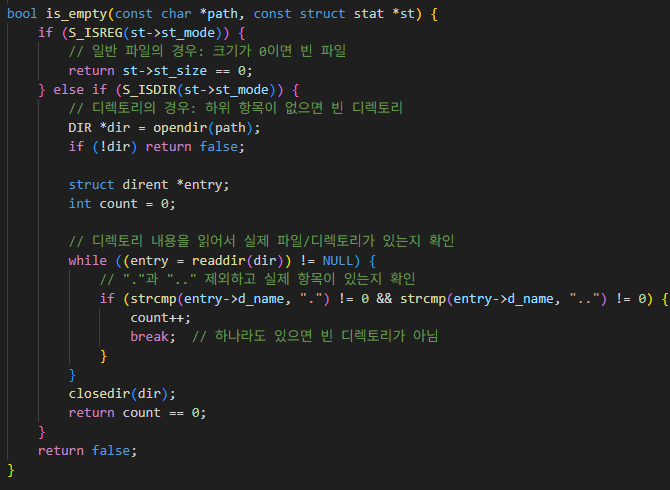 bool is_empty(const char *path, const struct stat *st) {
    if (S_ISREG(st->st_mode)) {
        // 일반 파일의 경우: 크기가 0이면 빈 파일
        return st->st_size == 0;
    } else if (S_ISDIR(st->st_mode)) {
        // 디렉토리의 경우: 하위 항목이 없으면 빈 디렉토리
        DIR *dir = opendir(path);
        if (!dir) return false;

        struct dirent *entry;
        int count = 0;

        // 디렉토리 내용을 읽어서 실제 파일/디렉토리가 있는지 확인
        while ((entry = readdir(dir)) != NULL) {
            // "."과 ".." 제외하고 실제 항목이 있는지 확인
            if (strcmp(entry->d_name, ".") != 0 && strcmp(entry->d_name, "..") != 0) {
                count++;
                break;  // 하나라도 있으면 빈 디렉토리가 아님
            }
        }
        closedir(dir);
        return count == 0;
    }
    return false;
}